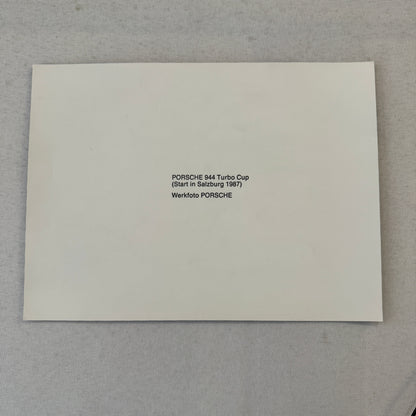 PORSCHE 944 Turbo Cup
(Start in Salzburg 1987)
Werkfoto PORSCHE